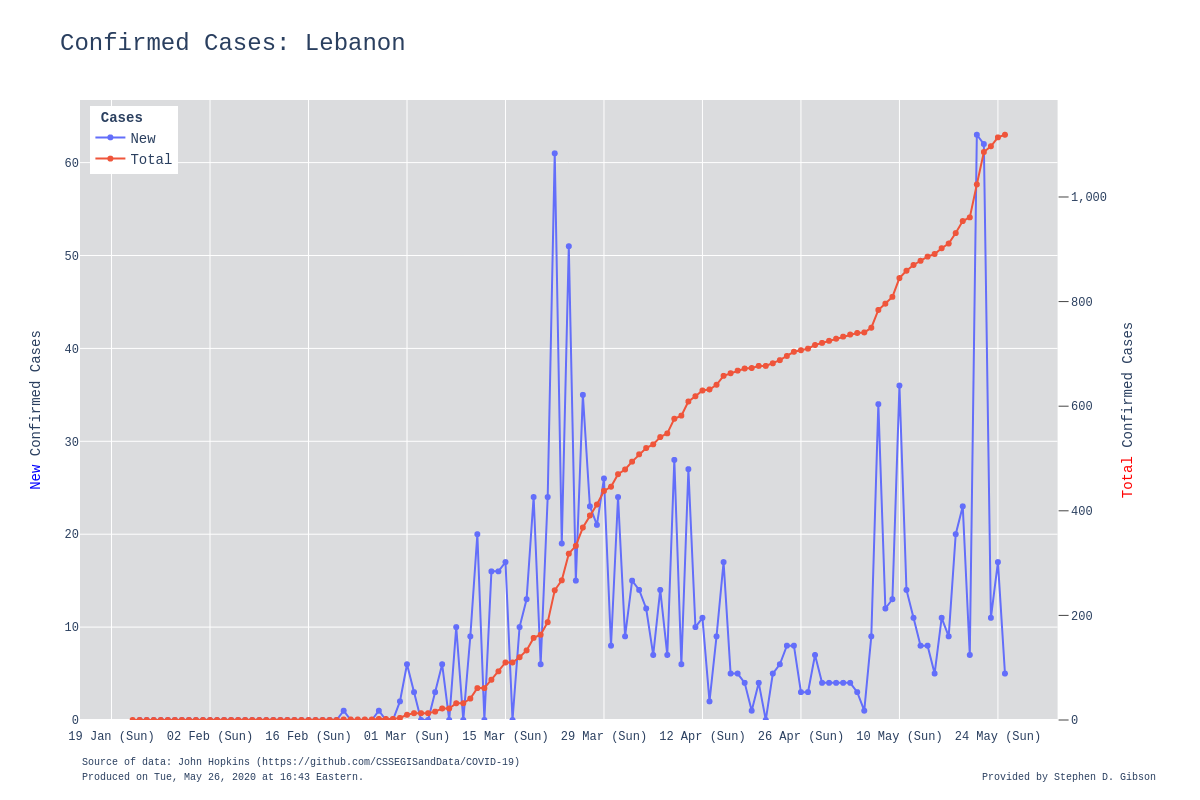 Confirmed Cases: Lebanon
Cases
New
Total
60
50
40
30
20
10
0
1,000
800
600
400
200
0
New Confirmed Cases
Total Confirmed Cases
19 Jan (Sun) 02 Feb (Sun) 16 Feb (Sun) 01 Mar (Sun) 15 Mar (Sun) 29 Mar (Sun) 12 Apr (Sun) 26 Apr (Sun) 10 May (Sun) 24 May (Sun)
Source of data: John Hopkins (https://github.com/CSSEGISandData/COVID-19)
Produced on Tue, May 26, 2020 at 16:43 Eastern.
Provided by Stephen D. Gibson